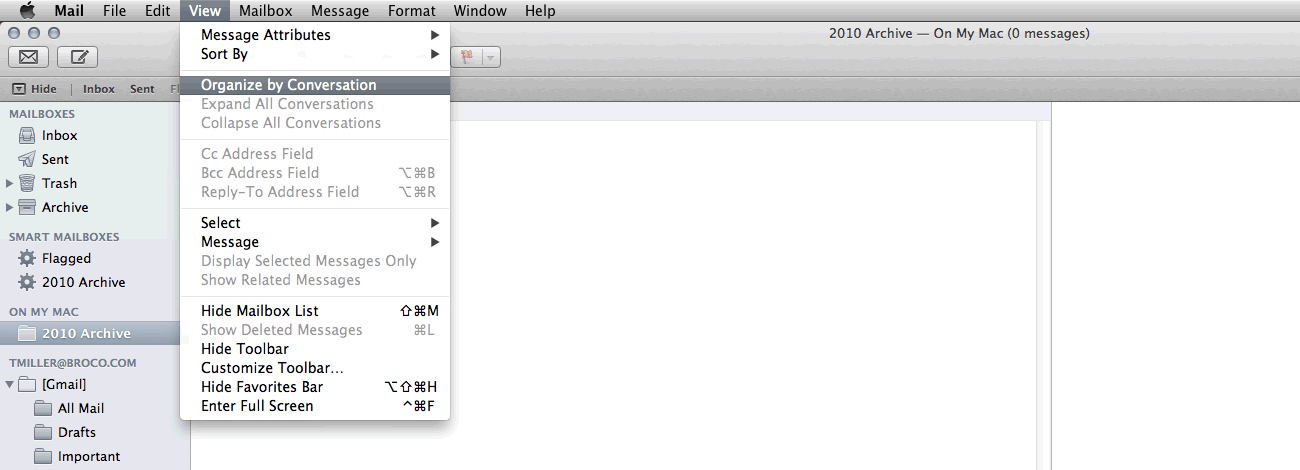 Mail File Edit View Mailbox Message Format Window Help
2010 Archive — On My Mac (0 messages)
Hide Inbox Sent
MAILBOXES
Inbox
Sent
Trash
Archive
SMART MAILBOXES
Flagged
2010 Archive
ON MY MAC
2010 Archive
TMILLER@BROCO.COM
[Gmail]
All Mail
Drafts
Important
Message Attributes
Sort By
Organize by Conversation
Expand All Conversations
Collapse All Conversations
Cc Address Field
Bcc Address Field ⌥⌘B
Reply-To Address Field ⌥⌘R
Select
Message
Display Selected Messages Only
Show Related Messages
Hide Mailbox List ⇧⌘M
Show Deleted Messages ⌘L
Hide Toolbar
Customize Toolbar...
Hide Favorites Bar ⌥⇧⌘H
Enter Full Screen ^⌘F